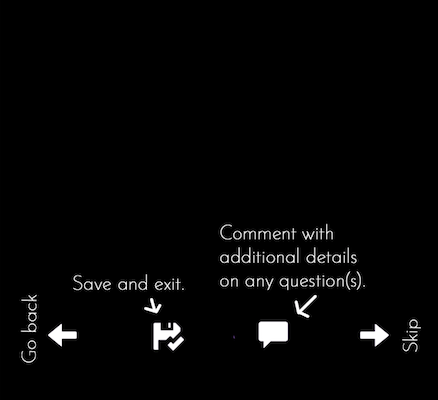 Comment with
additional details
on any question(s).
Save and exit.
Go back
Skip